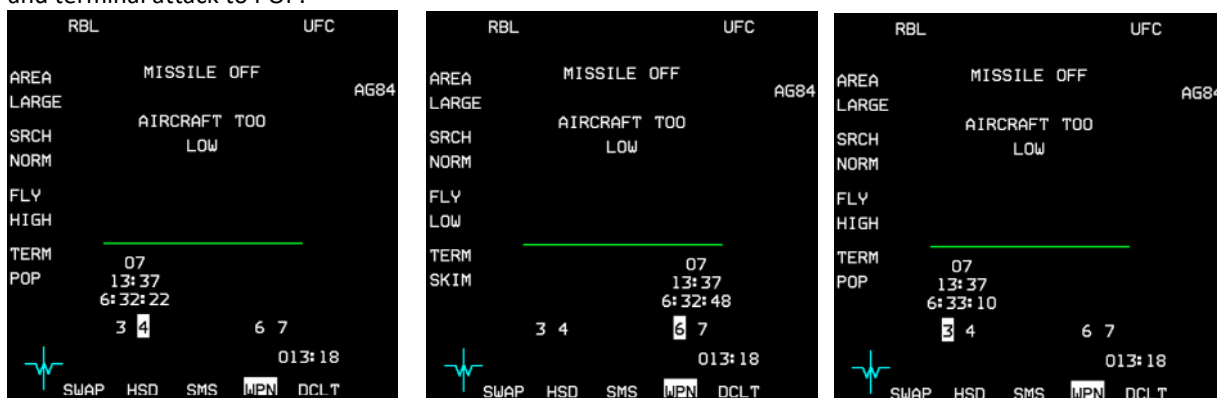 and terminal attack to POP:
RBL UFC
AREA MISSILE OFF
AG84
LARGE
AIRCRAFT TOO
SRCH
LOW
NORM
FLY
HIGH
TERM
07
POP 13:37
6:32:22
3 4 6 7
013:18
SWAP HSD SMS WPN DCLT
RBL UFC
AREA MISSILE OFF
AG84
LARGE
AIRCRAFT TOO
SRCH
LOW
NORM
FLY
LOW
TERM
07
SKIM 13:37
6:32:48
3 4 6 7
013:18
SWAP HSD SMS WPN DCLT
RBL UFC
AREA MISSILE OFF
AG84
LARGE
AIRCRAFT TOO
SRCH
LOW
NORM
FLY
HIGH
TERM
07
POP 13:37
6:33:10
3 4 6 7
013:18
SWAP HSD SMS WPN DCLT